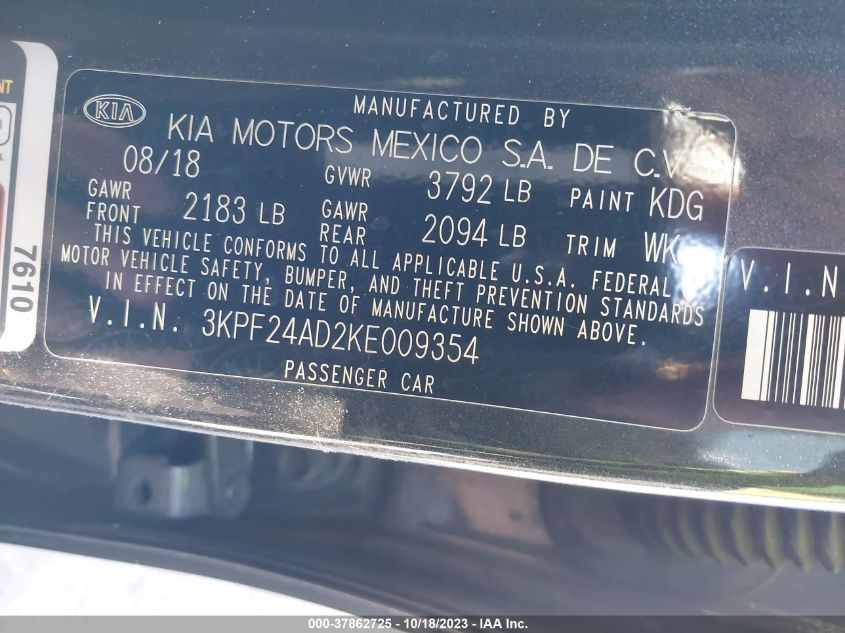 KIA
MANUFACTURED BY
KIA MOTORS MEXICO S.A. DE C.V
08/18 GVWR 3792 LB PAINT KDG
GAWR FRONT 2183 LB GAWR REAR 2094 LB TRIM WK
THIS VEHICLE CONFORMS TO ALL APPLICABLE U.S.A. FEDERAL
MOTOR VEHICLE SAFETY, BUMPER, AND THEFT PREVENTION STANDARDS
IN EFFECT ON THE DATE OF MANUFACTURE SHOWN ABOVE.
V.I.N. 3KPF24AD2KE009354
PASSENGER CAR
7610
V.I.N
000-37862725 - 10/18/2023 - IAA Inc.